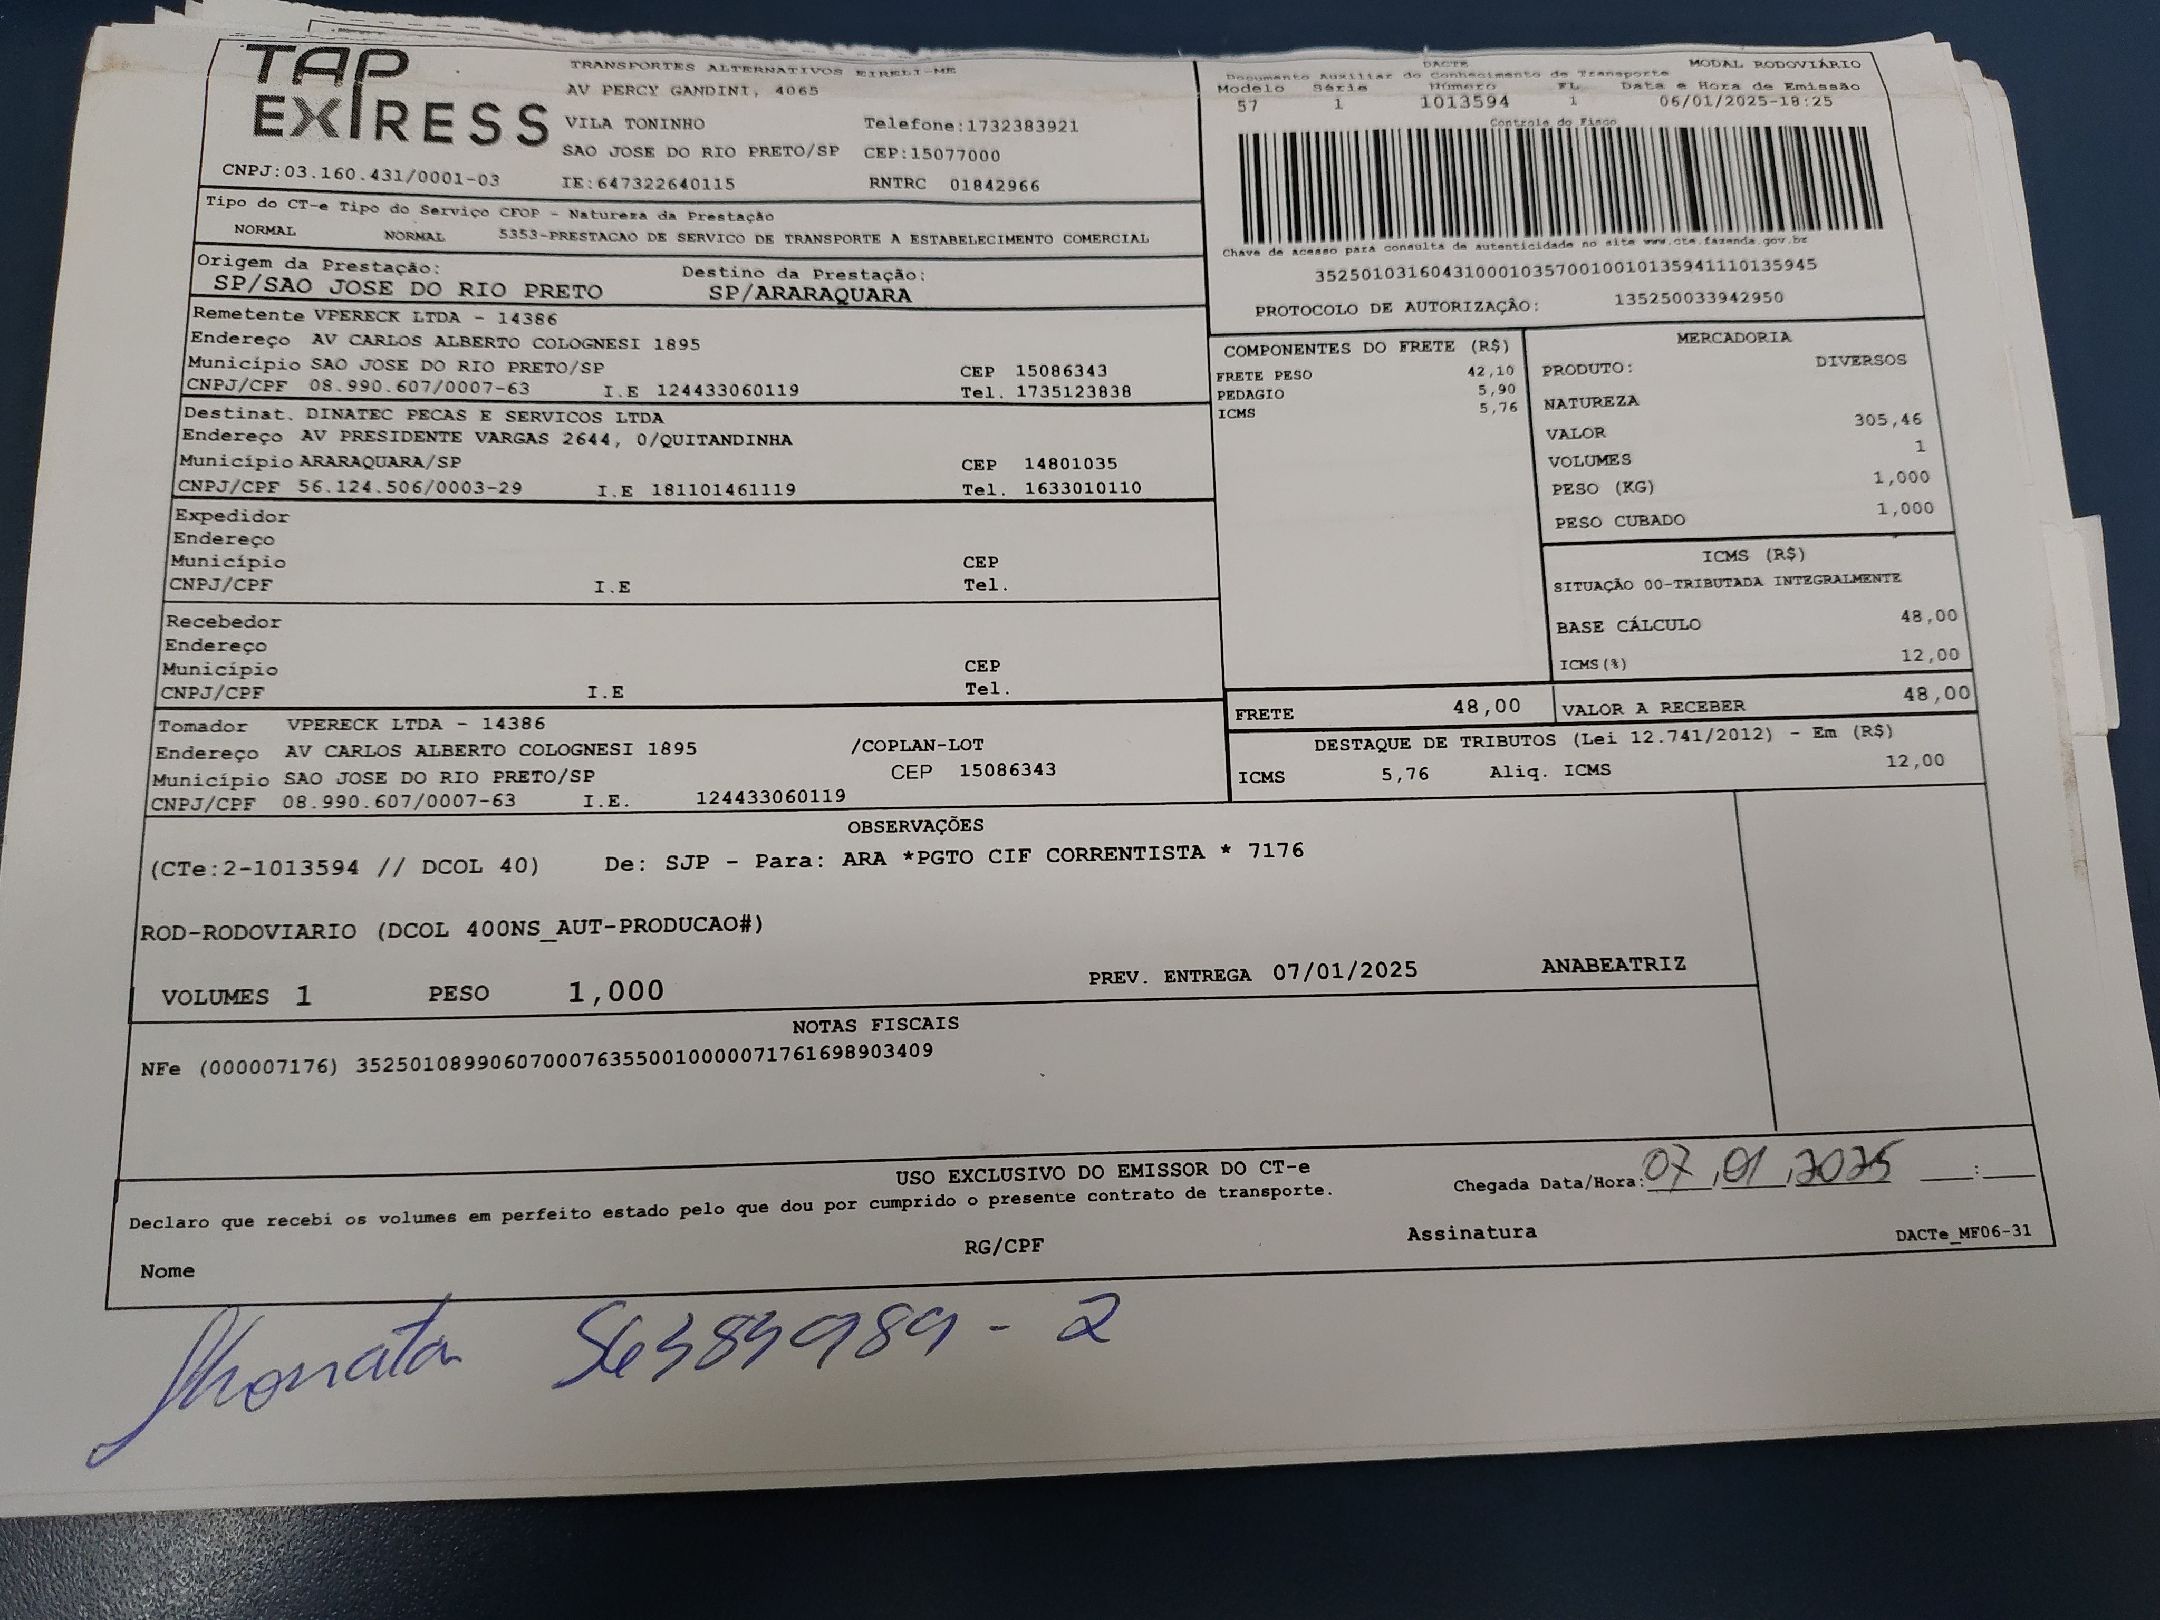 TAP
EXPRESS
TRANSPORTES ALTERNATIVOS EIRELI-ME
AV PERCY GANDINI, 4065
VILA TONINHO Telefone:1732383921
SAO JOSE DO RIO PRETO/SP CEP:15077000
CNPJ:03.160.431/0001-03 IE:647322640115 RNTRC 01842966
DACTE MODAL RODOVIÁRIO
Documento Auxiliar do Conhecimento de Transporte
Modelo Série Número FL Data e Hora de Emissão
57 1 1013594 1 06/01/2025-18:25
Controle do Fisco
Chave de acesso para consulta de autenticidade no site www.cte.fazenda.gov.br
35250103160431000103570010010135941110135945
PROTOCOLO DE AUTORIZAÇÂO: 135250033942950
Tipo do CT-e Tipo do Serviço CFOP - Natureza da Prestação
NORMAL NORMAL 5353-PRESTACAO DE SERVICO DE TRANSPORTE A ESTABELECIMENTO COMERCIAL
Origem da Prestação: Destino da Prestação:
SP/SAO JOSE DO RIO PRETO SP/ARARAQUARA
Remetente VPERECK LTDA - 14386
Endereço AV CARLOS ALBERTO COLOGNESI 1895
Município SAO JOSE DO RIO PRETO/SP CEP 15086343
CNPJ/CPF 08.990.607/0007-63 I.E 124433060119 Tel. 1735123838
Destinat. DINATEC PECAS E SERVICOS LTDA
Endereço AV PRESIDENTE VARGAS 2644, 0/QUITANDINHA
Município ARARAQUARA/SP CEP 14801035
CNPJ/CPF 56.124.506/0003-29 I.E 181101461119 Tel. 1633010110
Expedidor
Endereço
Município CEP
CNPJ/CPF I.E Tel.
Recebedor
Endereço
Município CEP
CNPJ/CPF I.E Tel.
Tomador VPERECK LTDA - 14386
Endereço AV CARLOS ALBERTO COLOGNESI 1895 /COPLAN-LOT
Município SAO JOSE DO RIO PRETO/SP CEP 15086343
CNPJ/CPF 08.990.607/0007-63 I.E. 124433060119
COMPONENTES DO FRETE (R$)
FRETE PESO 42,10
PEDAGIO 5,90
ICMS 5,76
MERCADORIA
PRODUTO: DIVERSOS
NATUREZA
VALOR 305,46
VOLUMES 1
PESO (KG) 1,000
PESO CUBADO 1,000
ICMS (R$)
SITUAÇÃO 00-TRIBUTADA INTEGRALMENTE
BASE CÁLCULO 48,00
ICMS(%) 12,00
FRETE 48,00 VALOR A RECEBER 48,00
DESTAQUE DE TRIBUTOS (Lei 12.741/2012) - Em (R$)
ICMS 5,76 Aliq. ICMS 12,00
OBSERVAÇÕES
(CTe:2-1013594 // DCOL 40) De: SJP - Para: ARA *PGTO CIF CORRENTISTA * 7176
ROD-RODOVIARIO (DCOL 400NS_AUT-PRODUCAO#)
VOLUMES 1 PESO 1,000 PREV. ENTREGA 07/01/2025 ANABEATRIZ
NOTAS FISCAIS
NFe (000007176) 35250108990607000763550010000071761698903409
USO EXCLUSIVO DO EMISSOR DO CT-e
Declaro que recebi os volumes em perfeito estado pelo que dou por cumprido o presente contrato de transporte.
Chegada Data/Hora: 07,01,2025 __:__
Nome RG/CPF Assinatura DACTe_MF06-31
Jhonatan 56389989-2